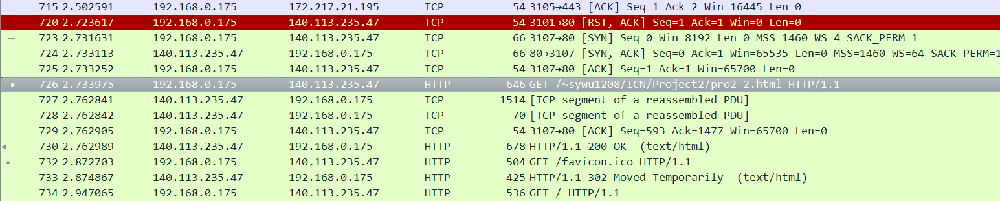 715 2.502591 192.168.0.175 172.217.21.195 TCP 54 3105→443 [ACK] Seq=1 Ack=2 Win=16445 Len=0
720 2.723617 192.168.0.175 140.113.235.47 TCP 54 3101→80 [RST, ACK] Seq=1 Ack=1 Win=0 Len=0
723 2.731631 192.168.0.175 140.113.235.47 TCP 66 3107→80 [SYN] Seq=0 Win=8192 Len=0 MSS=1460 WS=4 SACK_PERM=1
724 2.733113 140.113.235.47 192.168.0.175 TCP 66 80→3107 [SYN, ACK] Seq=0 Ack=1 Win=65535 Len=0 MSS=1460 WS=64 SACK_PERM=1
725 2.733252 192.168.0.175 140.113.235.47 TCP 54 3107→80 [ACK] Seq=1 Ack=1 Win=65700 Len=0
726 2.733975 192.168.0.175 140.113.235.47 HTTP 646 GET /~sywu1208/ICN/Project2/pro2_2.html HTTP/1.1
727 2.762841 140.113.235.47 192.168.0.175 TCP 1514 [TCP segment of a reassembled PDU]
728 2.762842 140.113.235.47 192.168.0.175 TCP 70 [TCP segment of a reassembled PDU]
729 2.762905 192.168.0.175 140.113.235.47 TCP 54 3107→80 [ACK] Seq=593 Ack=1477 Win=65700 Len=0
730 2.762989 140.113.235.47 192.168.0.175 HTTP 678 HTTP/1.1 200 OK (text/html)
732 2.872703 192.168.0.175 140.113.235.47 HTTP 504 GET /favicon.ico HTTP/1.1
733 2.874867 140.113.235.47 192.168.0.175 HTTP 425 HTTP/1.1 302 Moved Temporarily (text/html)
734 2.947065 192.168.0.175 140.113.235.47 HTTP 536 GET / HTTP/1.1